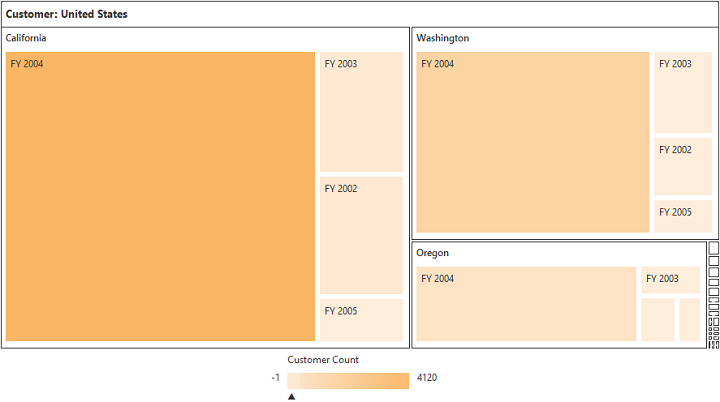 Customer: United States
California
FY 2004
FY 2003
FY 2002
FY 2005
Washington
FY 2004
FY 2003
FY 2002
FY 2005
Oregon
FY 2004
FY 2003
Customer Count
-1
4120